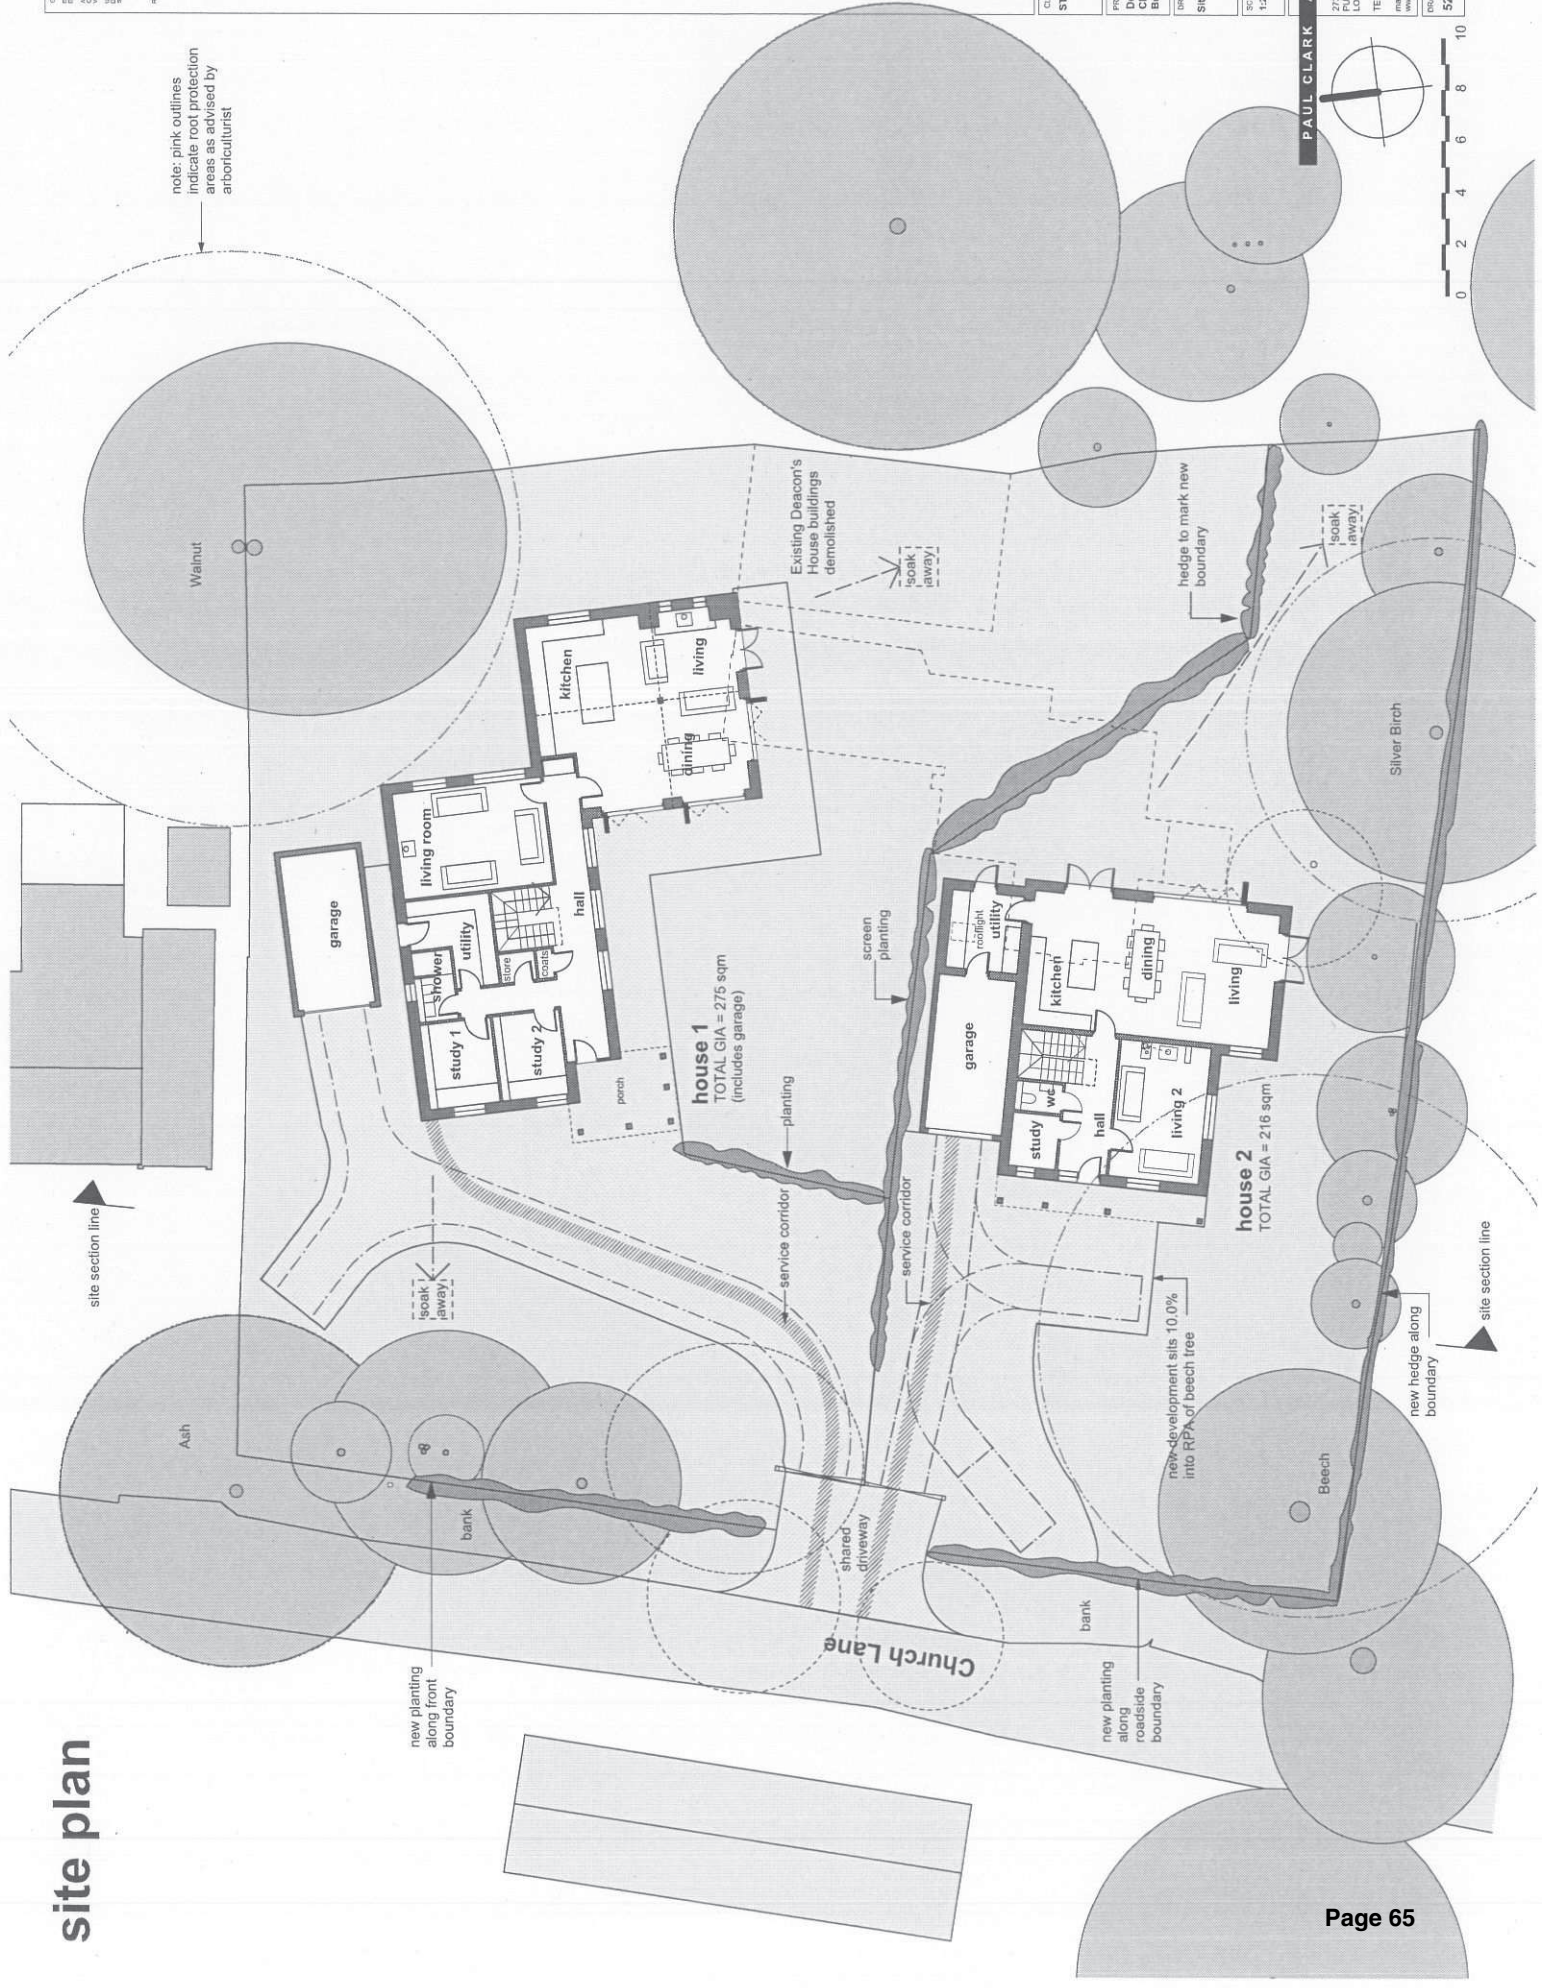 site plan
note: pink outlines
indicate root protection
areas as advised by
arboriculturist
Walnut
Ash
site section line
garage
living room
kitchen
living
dining
hall
utility
shower
store
coats
study 1
study 2
porch
soak
away
bank
new planting
along front
boundary
house 1
TOTAL GIA = 275 sqm
(includes garage)
planting
service corridor
service corridor
screen
planting
Existing Deacon's
House buildings
demolished
soak
away
hedge to mark new
boundary
soak
away
Silver Birch
shared
driveway
Church Lane
garage
rooflight
utility
kitchen
dining
living
living 2
wc
study
hall
house 2
TOTAL GIA = 216 sqm
new development sits 10.0%
into RPA of beech tree
new hedge along
boundary
site section line
Beech
bank
new planting
along
roadside
boundary
PAUL CLARK
0 2 4 6 8 10
Page 65